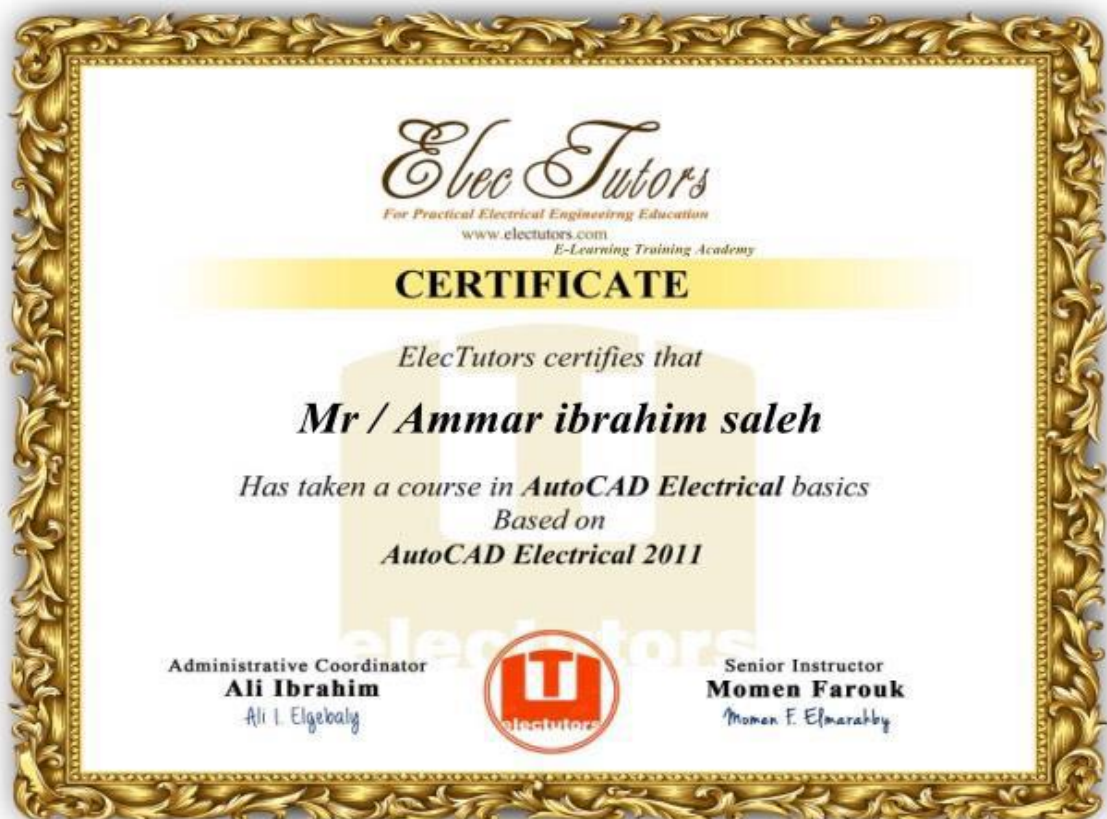 Elec Tutors
For Practical Electrical Engineeirng Education
www.electutors.com
E-Learning Training Academy
CERTIFICATE
ElecTutors certifies that
Mr / Ammar ibrahim saleh
Has taken a course in AutoCAD Electrical basics
Based on
AutoCAD Electrical 2011
electutors
Administrative Coordinator
Ali Ibrahim
Ali I. Elgebaly
electutors
Senior Instructor
Momen Farouk
Momen F. Elmarakby